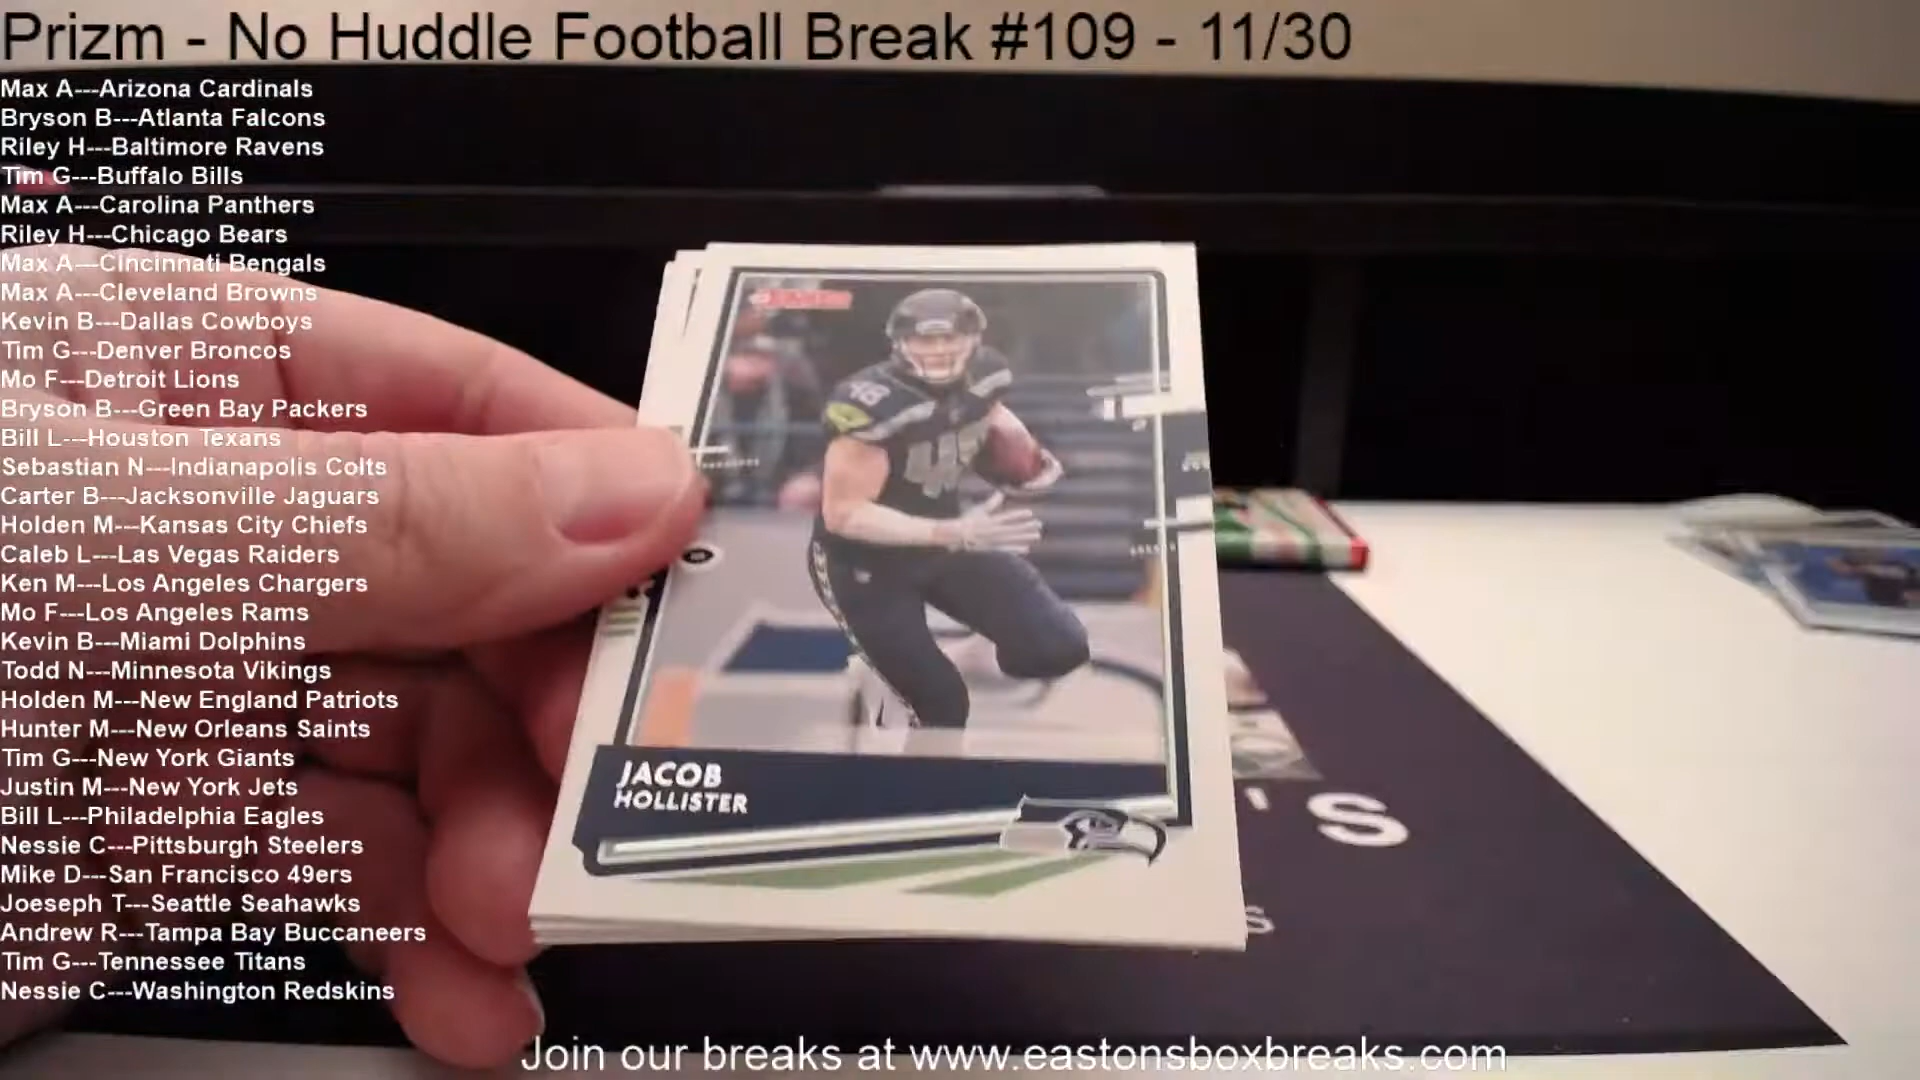 Prizm - No Huddle Football Break #109 - 11/30
Max A---Arizona Cardinals
Bryson B---Atlanta Falcons
Riley H---Baltimore Ravens
Tim G---Buffalo Bills
Max A---Carolina Panthers
Riley H---Chicago Bears
Max A---Cincinnati Bengals
Max A---Cleveland Browns
Kevin B---Dallas Cowboys
Tim G---Denver Broncos
Mo F---Detroit Lions
Bryson B---Green Bay Packers
Bill L---Houston Texans
Sebastian N---Indianapolis Colts
Carter B---Jacksonville Jaguars
Holden M---Kansas City Chiefs
Caleb L---Las Vegas Raiders
Ken M---Los Angeles Chargers
Mo F---Los Angeles Rams
Kevin B---Miami Dolphins
Todd N---Minnesota Vikings
Holden M---New England Patriots
Hunter M---New Orleans Saints
Tim G---New York Giants
Justin M---New York Jets
Bill L---Philadelphia Eagles
Nessie C---Pittsburgh Steelers
Mike D---San Francisco 49ers
Joeseph T---Seattle Seahawks
Andrew R---Tampa Bay Buccaneers
Tim G---Tennessee Titans
Nessie C---Washington Redskins
48
48
JACOB
HOLLISTER
'S
S
Join our breaks at www.eastonsboxbreaks.com